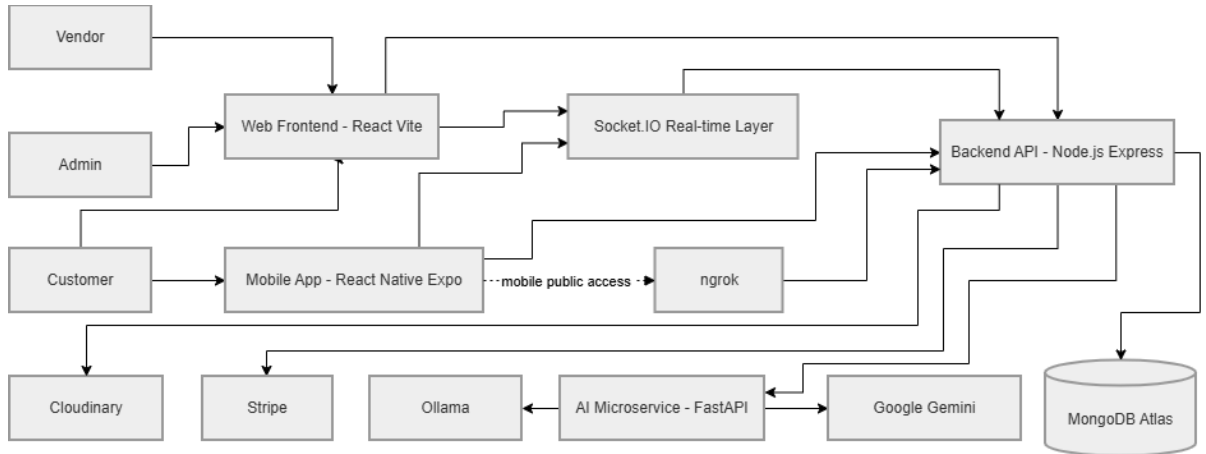 Vendor
Web Frontend - React Vite
Socket.IO Real-time Layer
Admin
Backend API - Node.js Express
Customer
Mobile App - React Native Expo
mobile public access
ngrok
Cloudinary
Stripe
Ollama
AI Microservice - FastAPI
Google Gemini
MongoDB Atlas